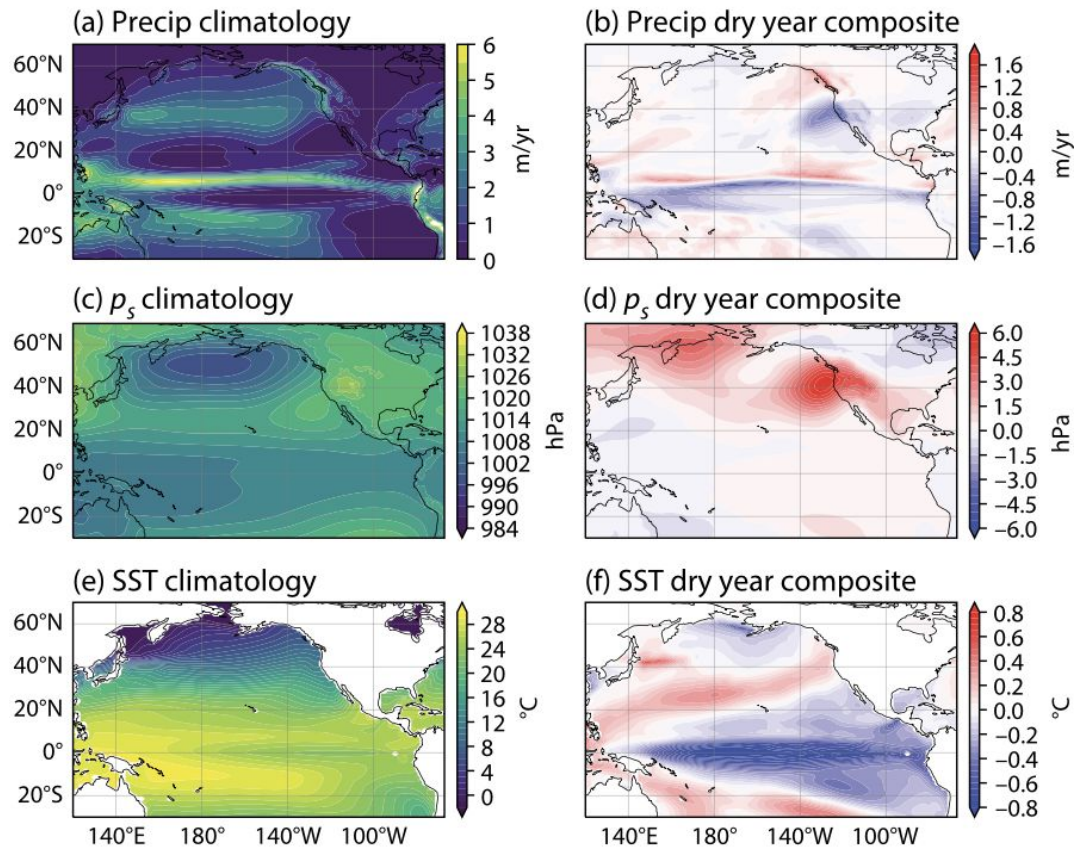 (a) Precip climatology
(b) Precip dry year composite
60°N
40°N
20°N
0°
20°S
6
5
4
3
2
1
0
m/yr
1.6
1.2
0.8
0.4
0.0
−0.4
−0.8
−1.2
−1.6
m/yr
(c) pₛ climatology
(d) pₛ dry year composite
60°N
40°N
20°N
0°
20°S
1038
1032
1026
1020
1014
1008
1002
996
990
984
hPa
6.0
4.5
3.0
1.5
0.0
−1.5
−3.0
−4.5
−6.0
hPa
(e) SST climatology
(f) SST dry year composite
60°N
40°N
20°N
0°
20°S
28
24
20
16
12
8
4
0
°C
0.8
0.6
0.4
0.2
0.0
−0.2
−0.4
−0.6
−0.8
°C
140°E 180° 140°W 100°W
140°E 180° 140°W 100°W